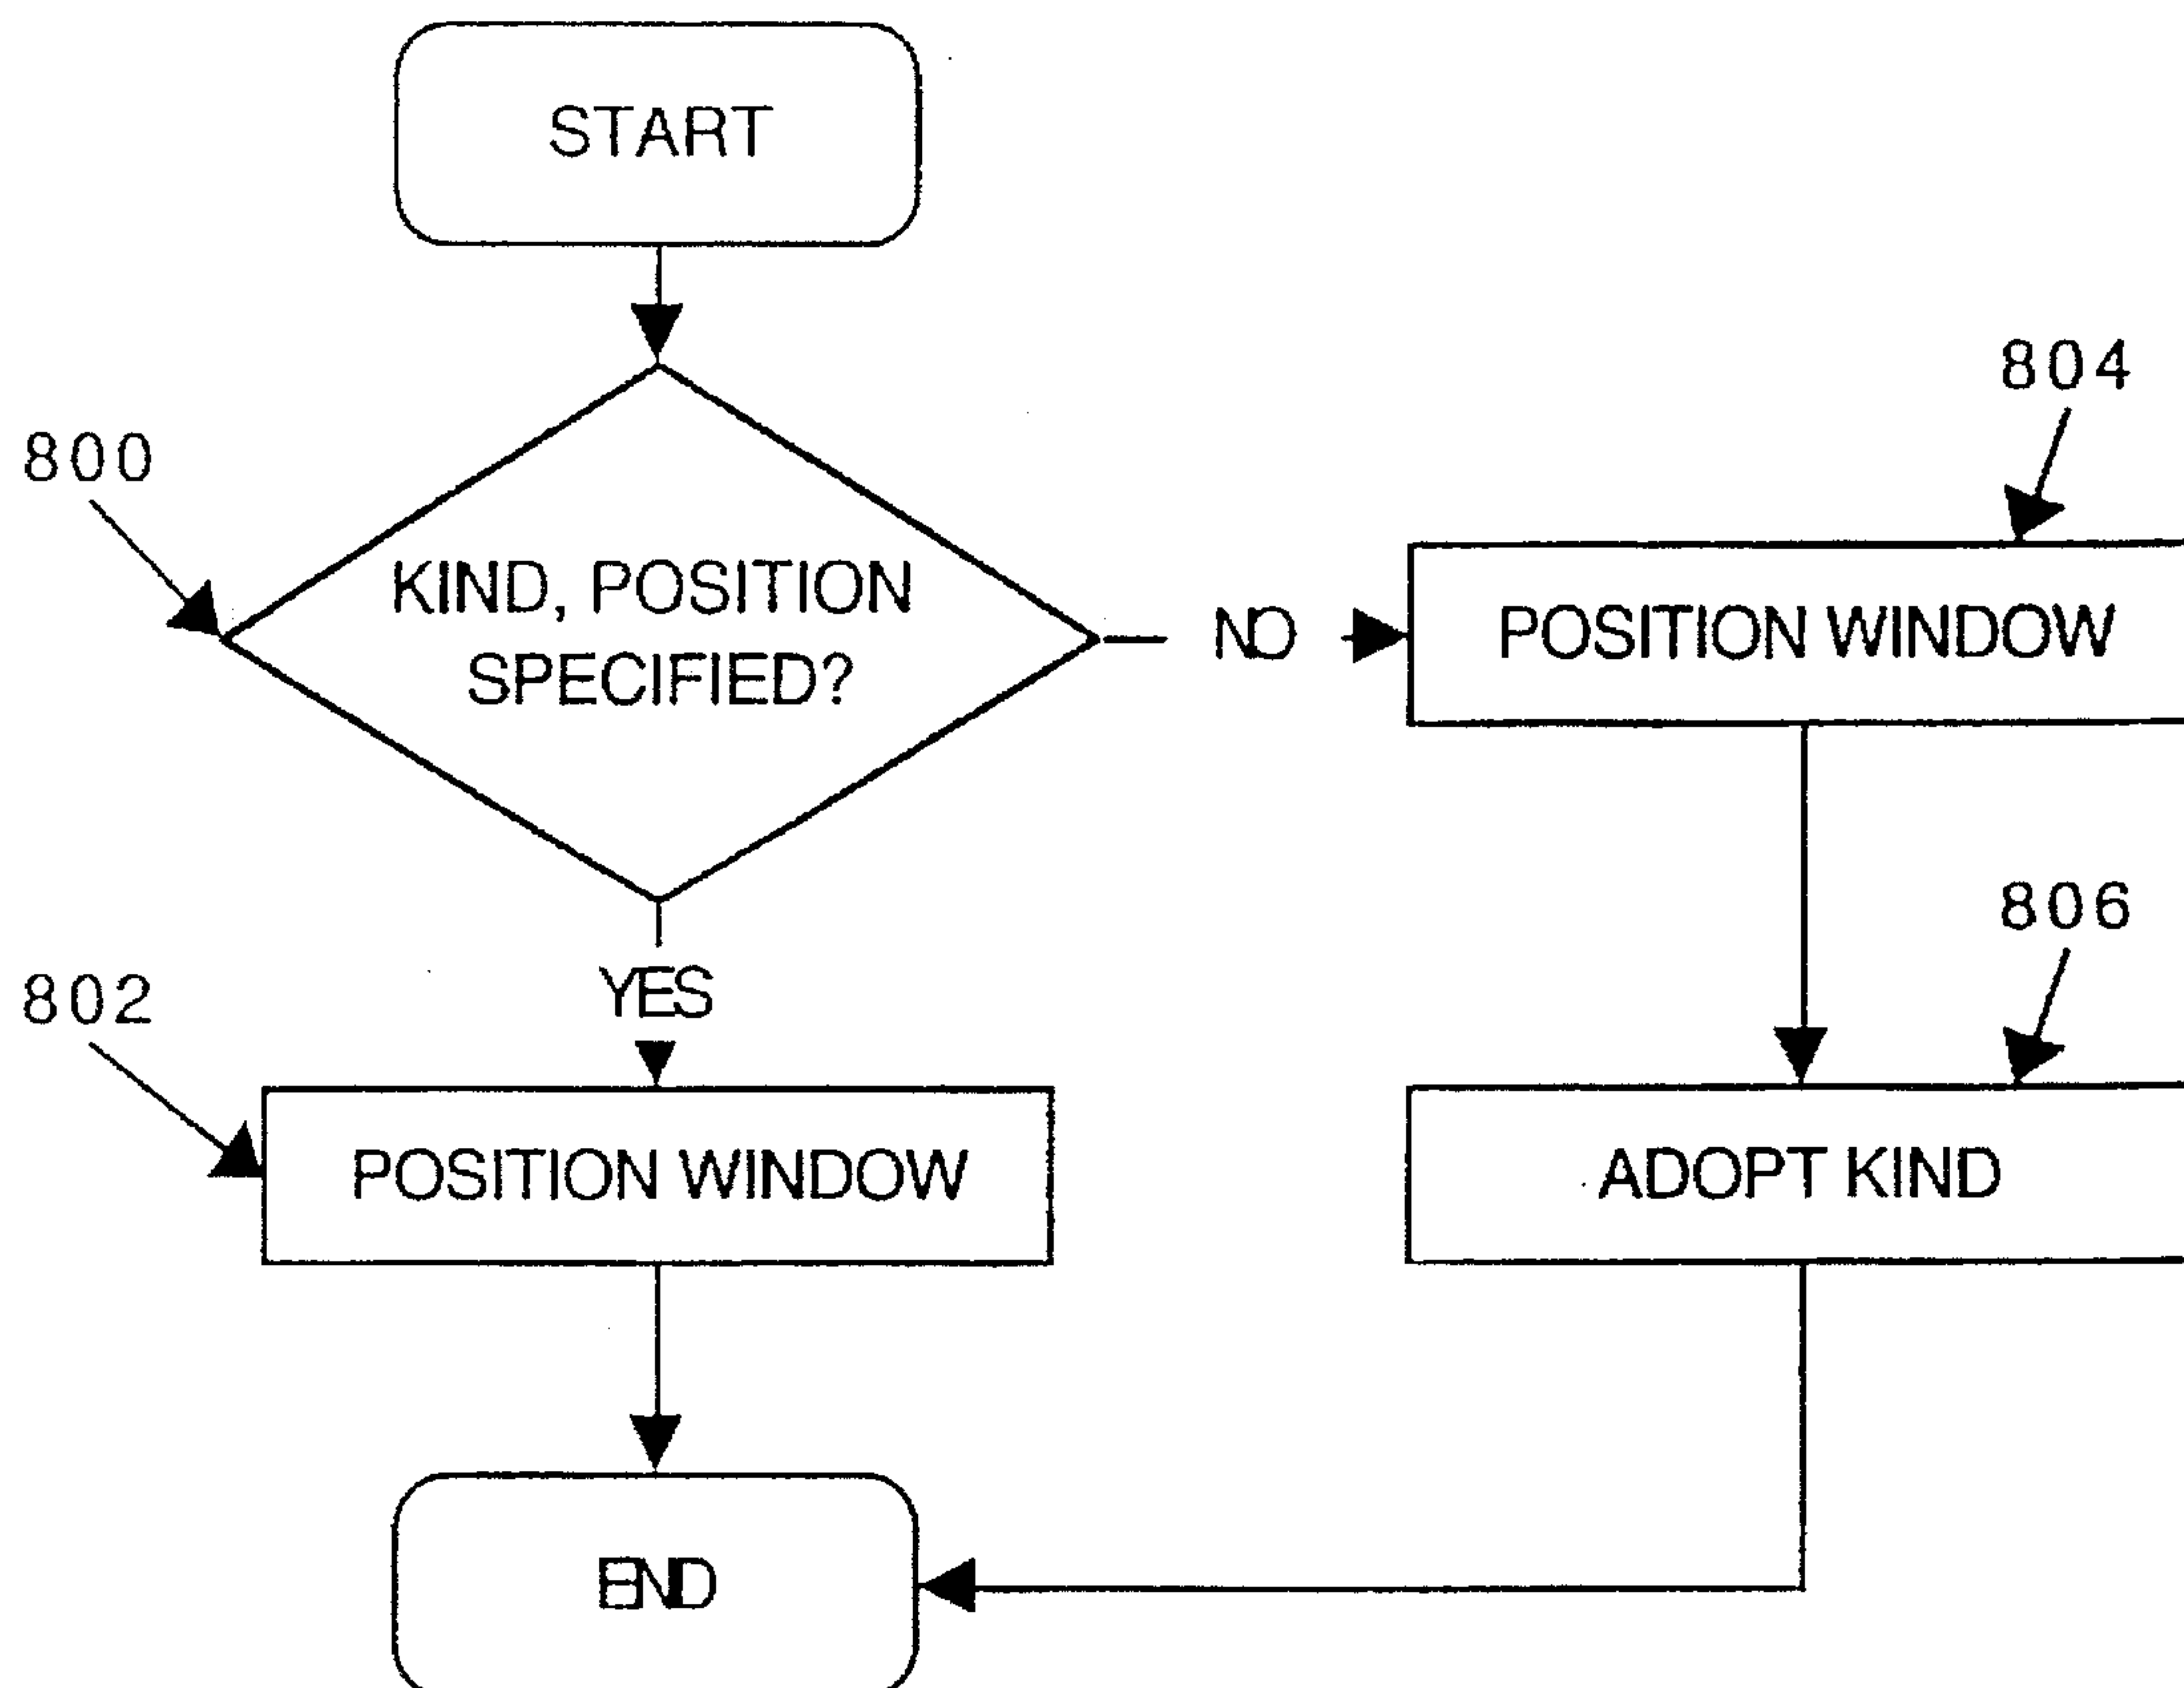 START
804
800
KIND, POSITION
SPECIFIED?
NO
POSITION WINDOW
806
YES
802
POSITION WINDOW
ADOPT KIND
END